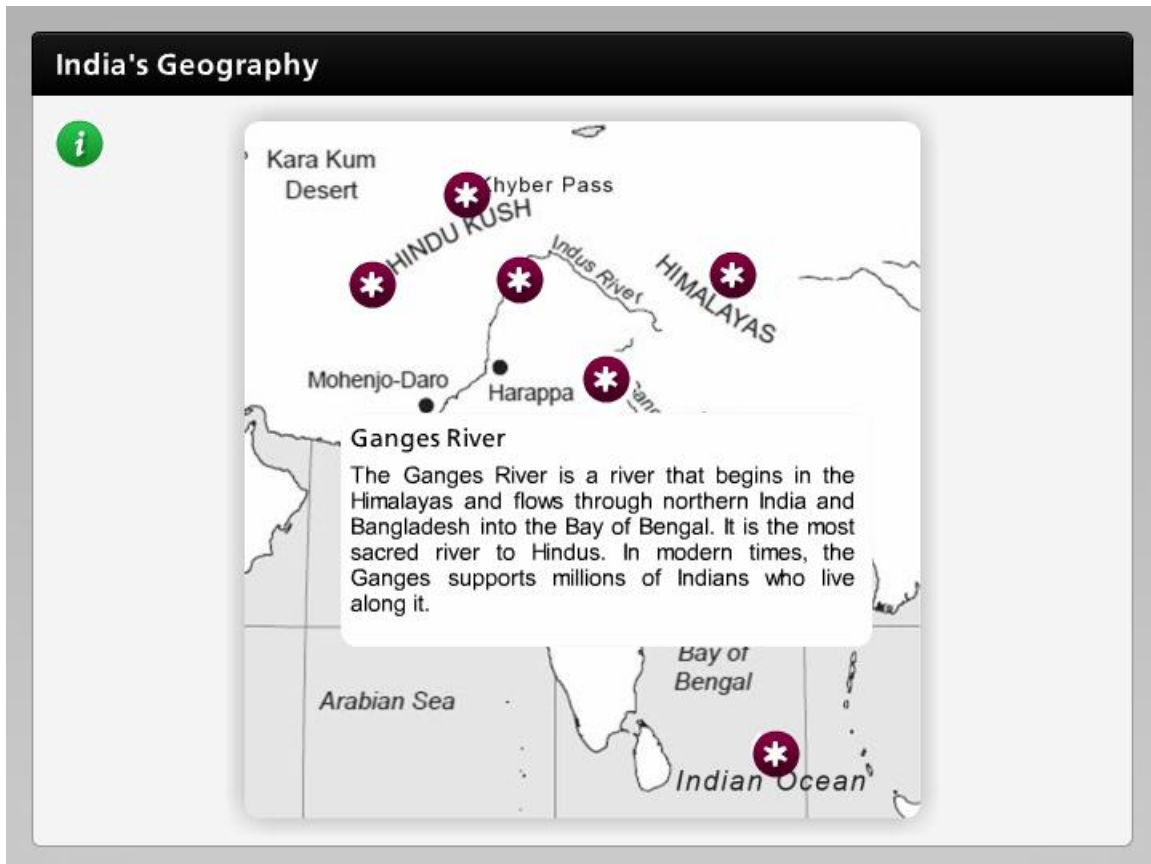 India's Geography
i
Kara Kum
Desert
Khyber Pass
HINDU KUSH
Indus River
HIMALAYAS
Mohenjo-Daro
Harappa
Ganges River
The Ganges River is a river that begins in the
Himalayas and flows through northern India and
Bangladesh into the Bay of Bengal. It is the most
sacred river to Hindus. In modern times, the
Ganges supports millions of Indians who live
along it.
Bay of
Bengal
Arabian Sea
Indian Ocean